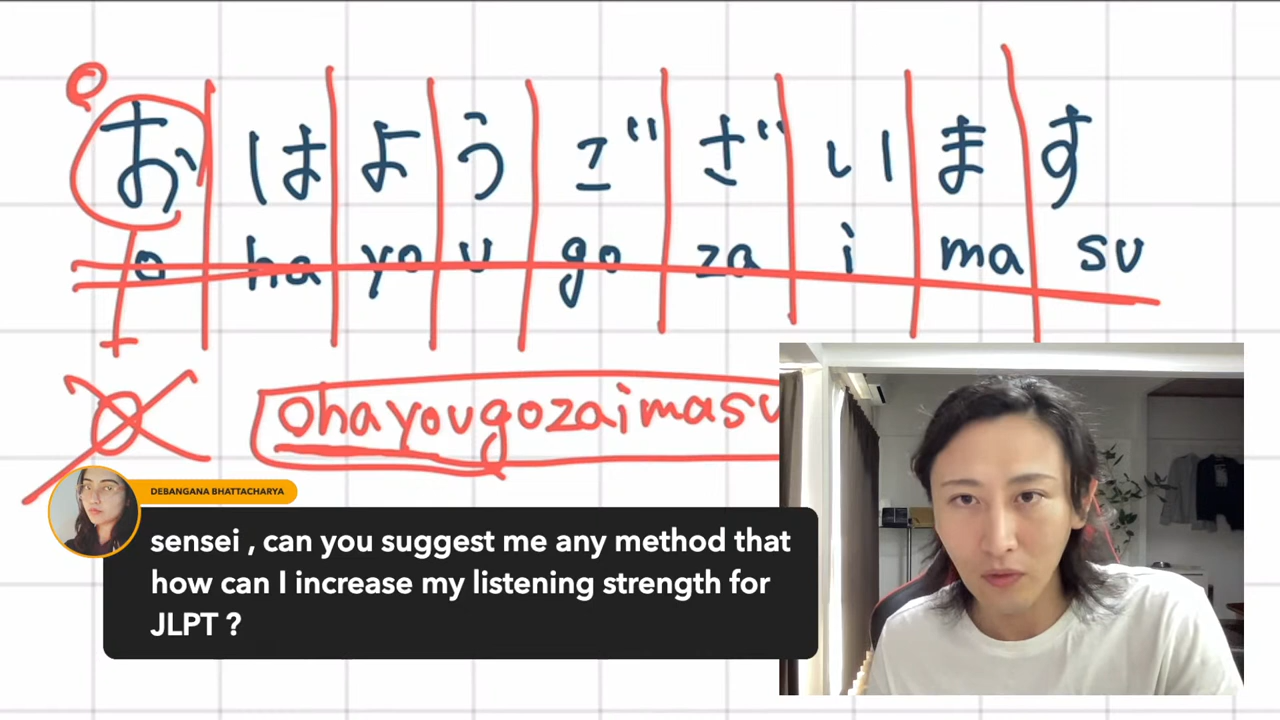 おはようございます
o ha yo u go za i ma su
ohayougozaimasu
DEBANGANA BHATTACHARYA
sensei , can you suggest me any method that
how can I increase my listening strength for
JLPT ?